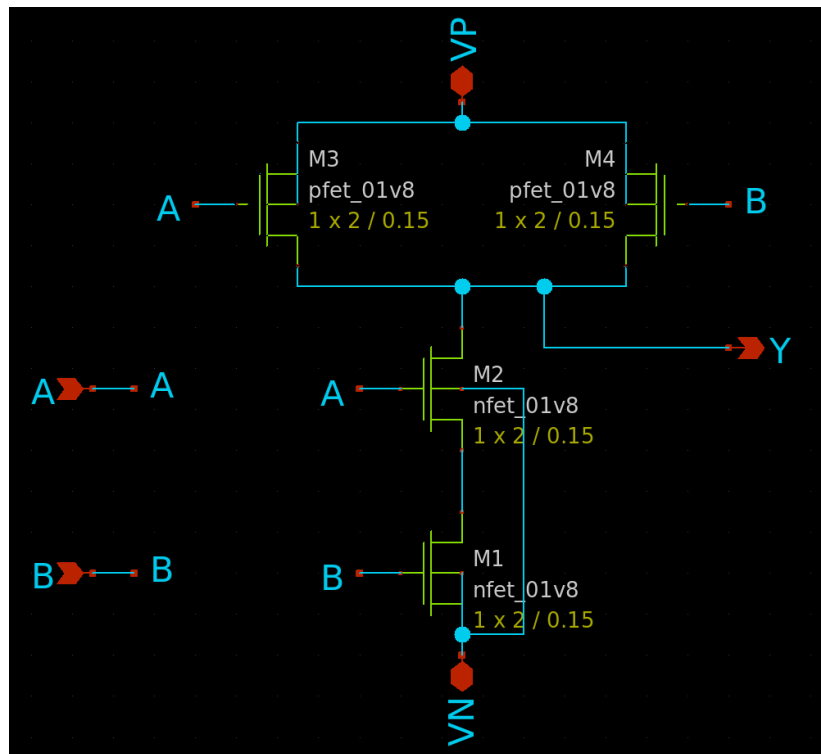 VP
M3
pfet_01v8
1 x 2 / 0.15
M4
pfet_01v8
1 x 2 / 0.15
A
B
Y
A
A
A
M2
nfet_01v8
1 x 2 / 0.15
B
B
B
M1
nfet_01v8
1 x 2 / 0.15
VN